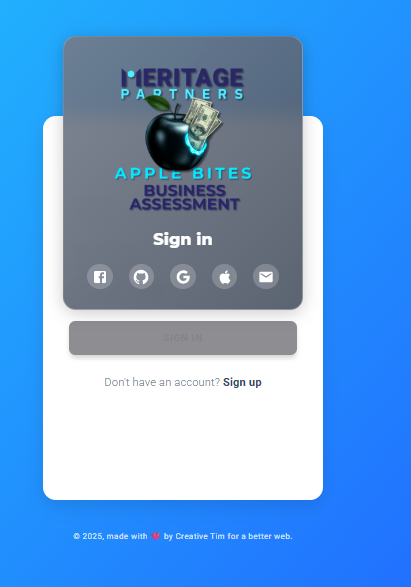 MERITAGE
PARTNERS
APPLE BITES
BUSINESS
ASSESSMENT
Sign in
SIGN IN
Don't have an account? Sign up
© 2025, made with ❤️ by Creative Tim for a better web.